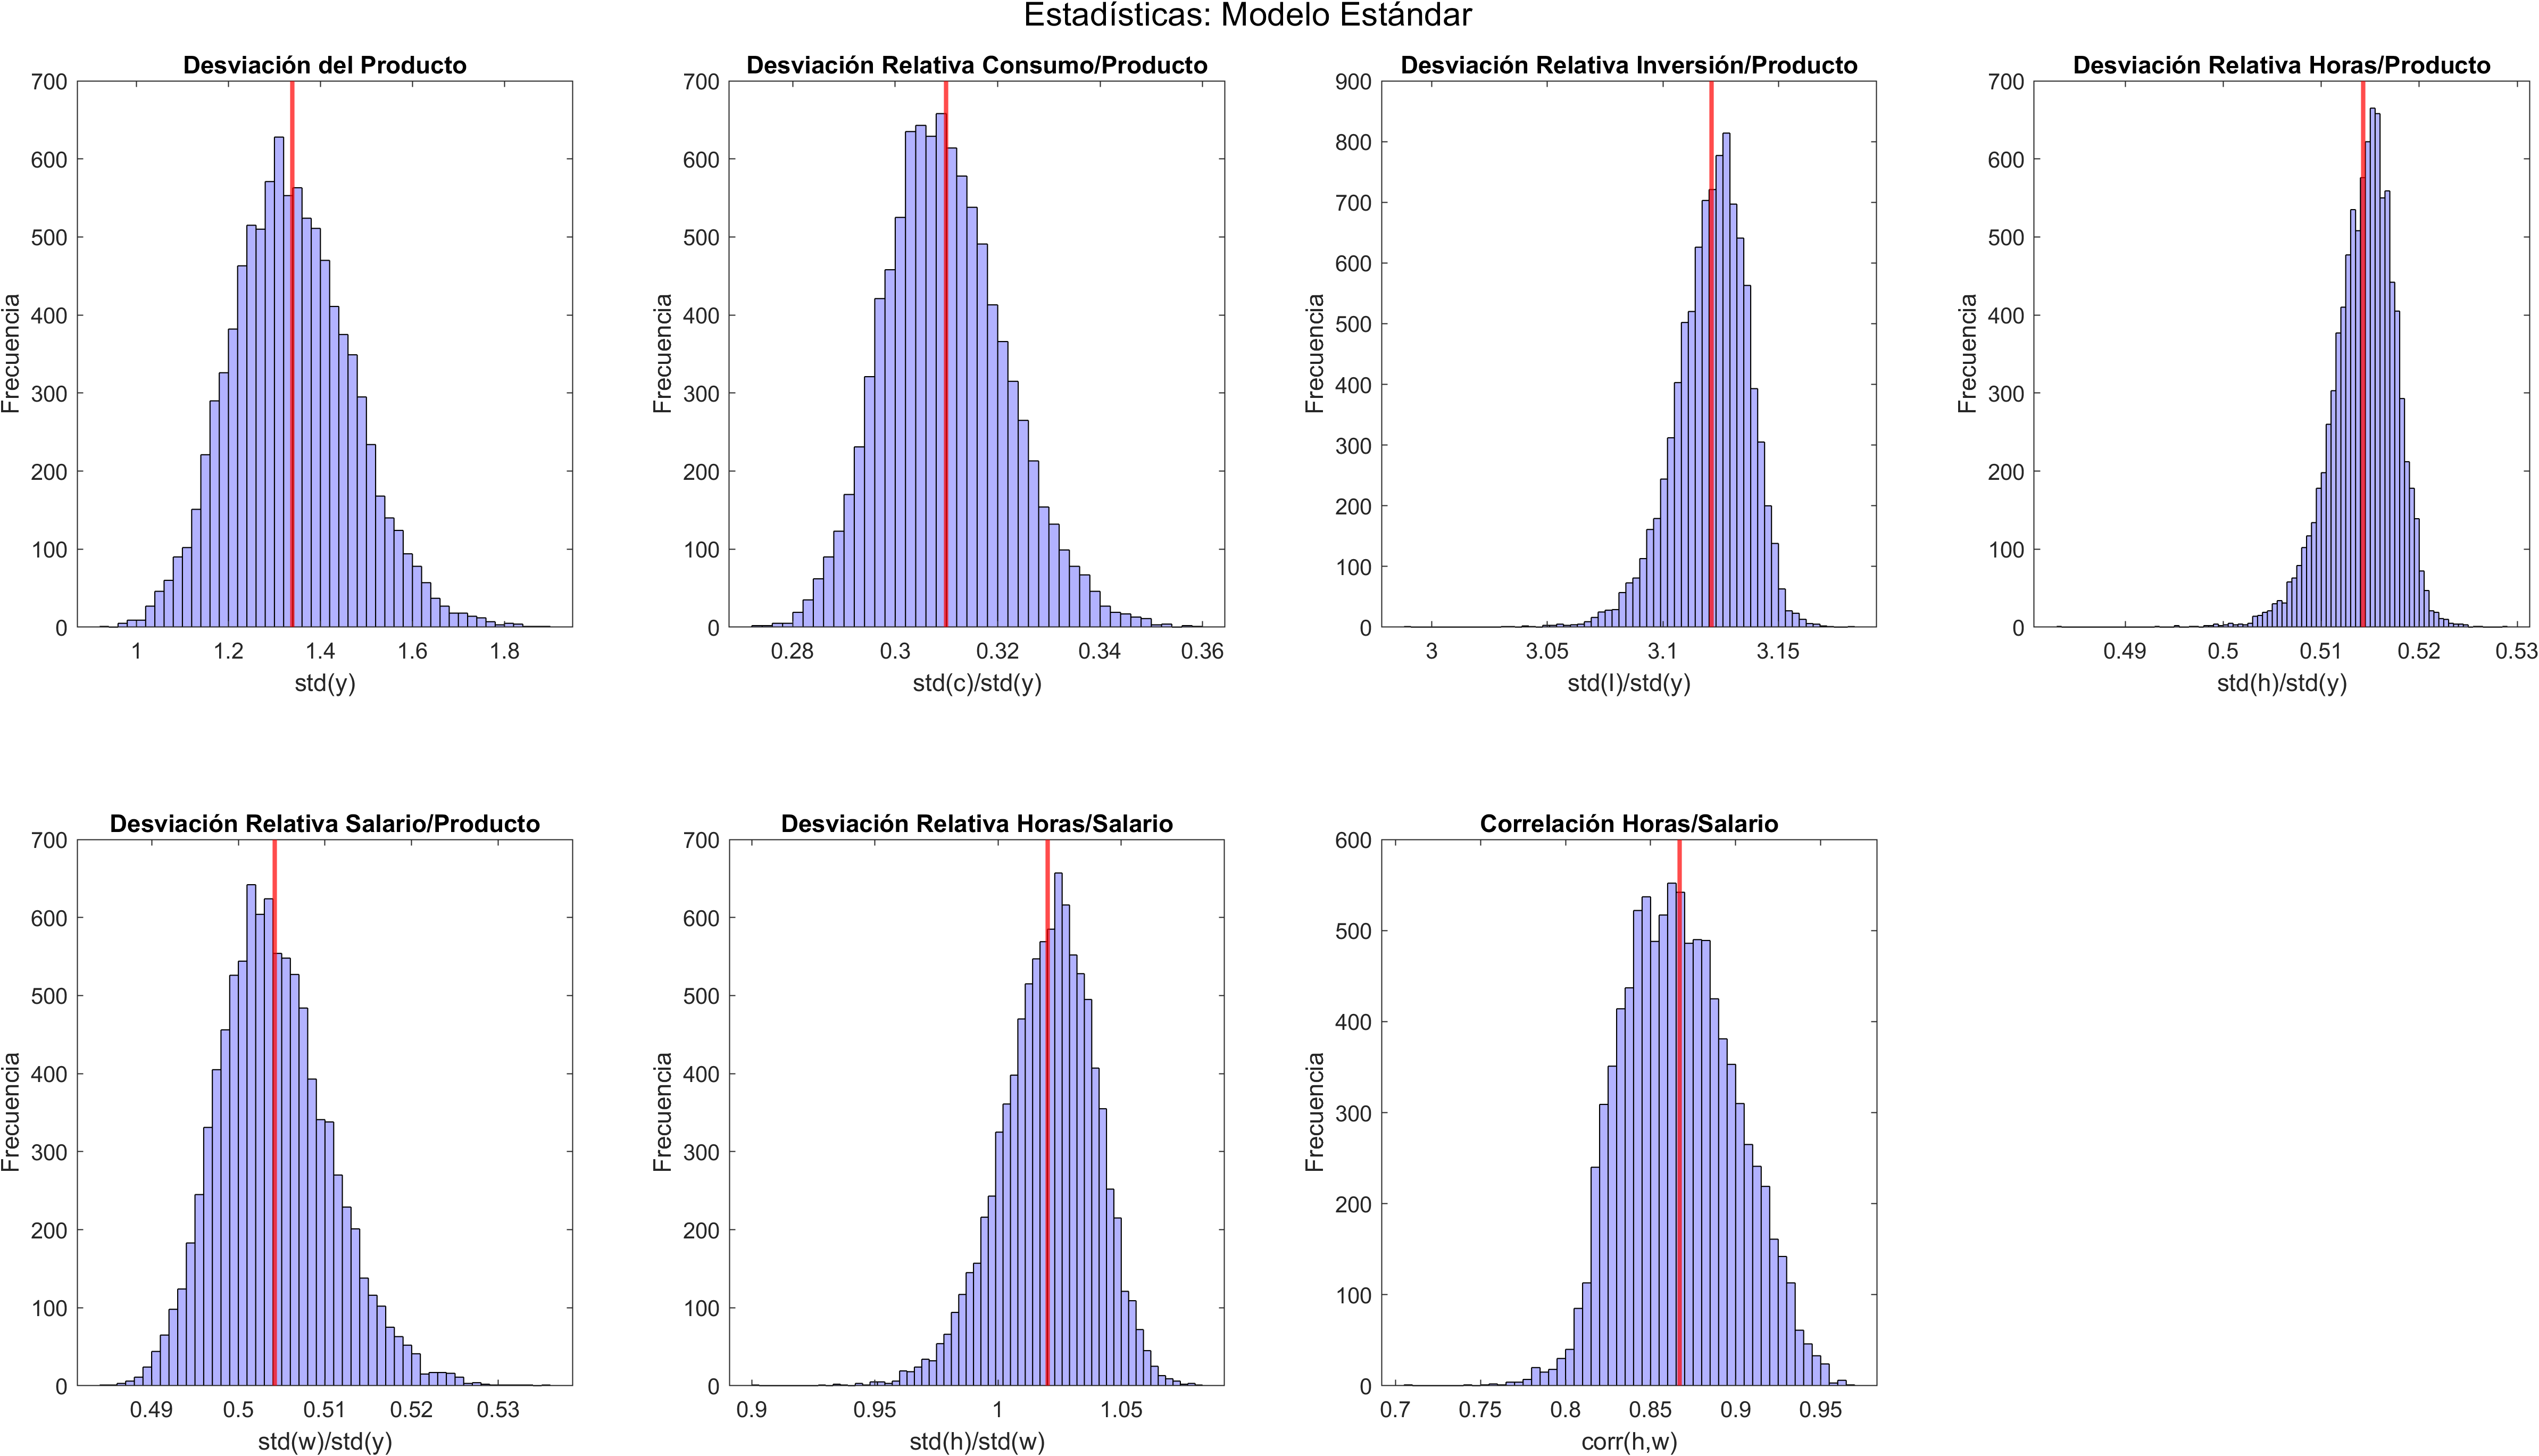 Estadísticas: Modelo Estándar
Desviación del Producto
700
600
500
400
300
200
100
0
Frecuencia
1 1.2 1.4 1.6 1.8
std(y)
Desviación Relativa Consumo/Producto
700
600
500
400
300
200
100
0
Frecuencia
0.28 0.3 0.32 0.34 0.36
std(c)/std(y)
Desviación Relativa Inversión/Producto
900
800
700
600
500
400
300
200
100
0
Frecuencia
3 3.05 3.1 3.15
std(I)/std(y)
Desviación Relativa Horas/Producto
700
600
500
400
300
200
100
0
Frecuencia
0.49 0.5 0.51 0.52 0.53
std(h)/std(y)
Desviación Relativa Salario/Producto
700
600
500
400
300
200
100
0
Frecuencia
0.49 0.5 0.51 0.52 0.53
std(w)/std(y)
Desviación Relativa Horas/Salario
700
600
500
400
300
200
100
0
Frecuencia
0.9 0.95 1 1.05
std(h)/std(w)
Correlación Horas/Salario
600
500
400
300
200
100
0
Frecuencia
0.7 0.75 0.8 0.85 0.9 0.95
corr(h,w)